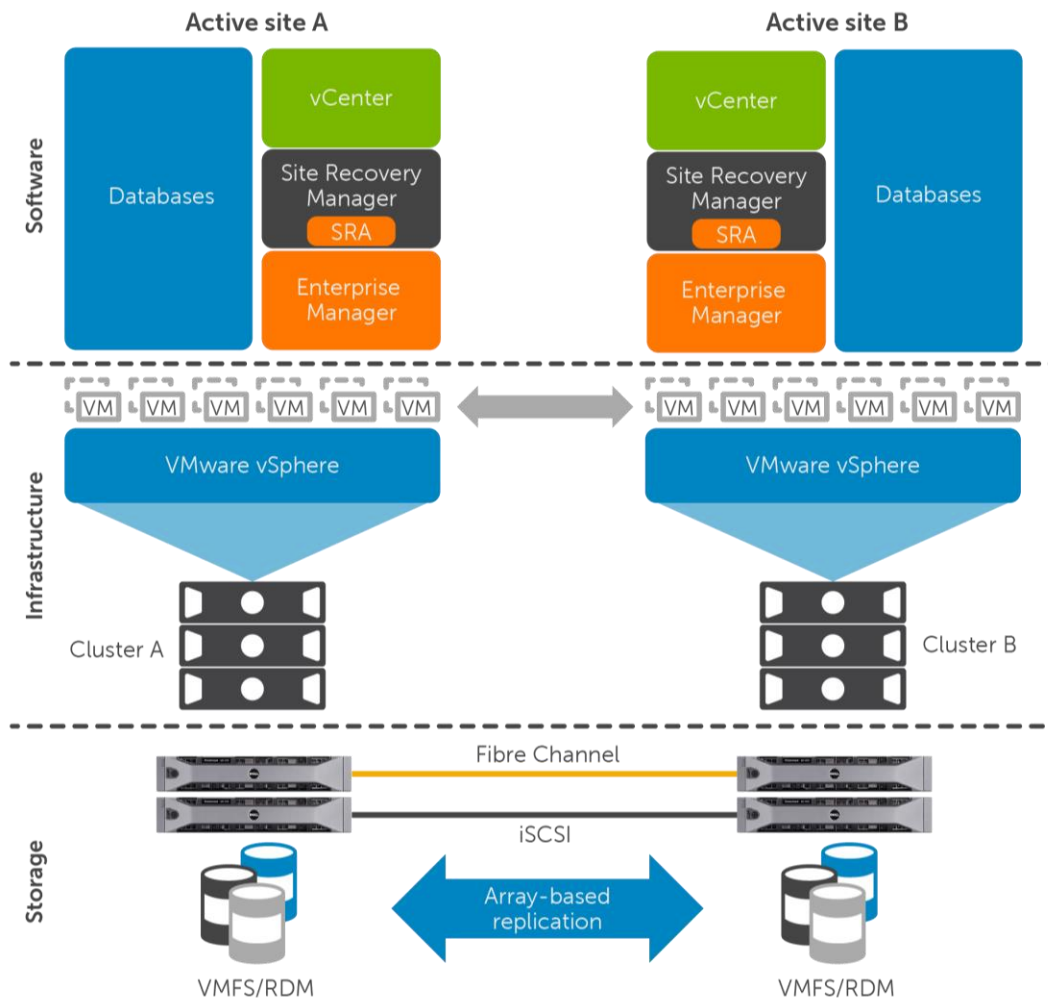 Active site A
Active site B
Software
Databases
vCenter
Site Recovery
Manager
SRA
Enterprise
Manager
vCenter
Site Recovery
Manager
SRA
Enterprise
Manager
Databases
Infrastructure
VM VM VM VM VM VM
VM VM VM VM VM VM
VMware vSphere
VMware vSphere
Cluster A
Cluster B
Storage
Fibre Channel
iSCSI
Array-based
replication
VMFS/RDM
VMFS/RDM